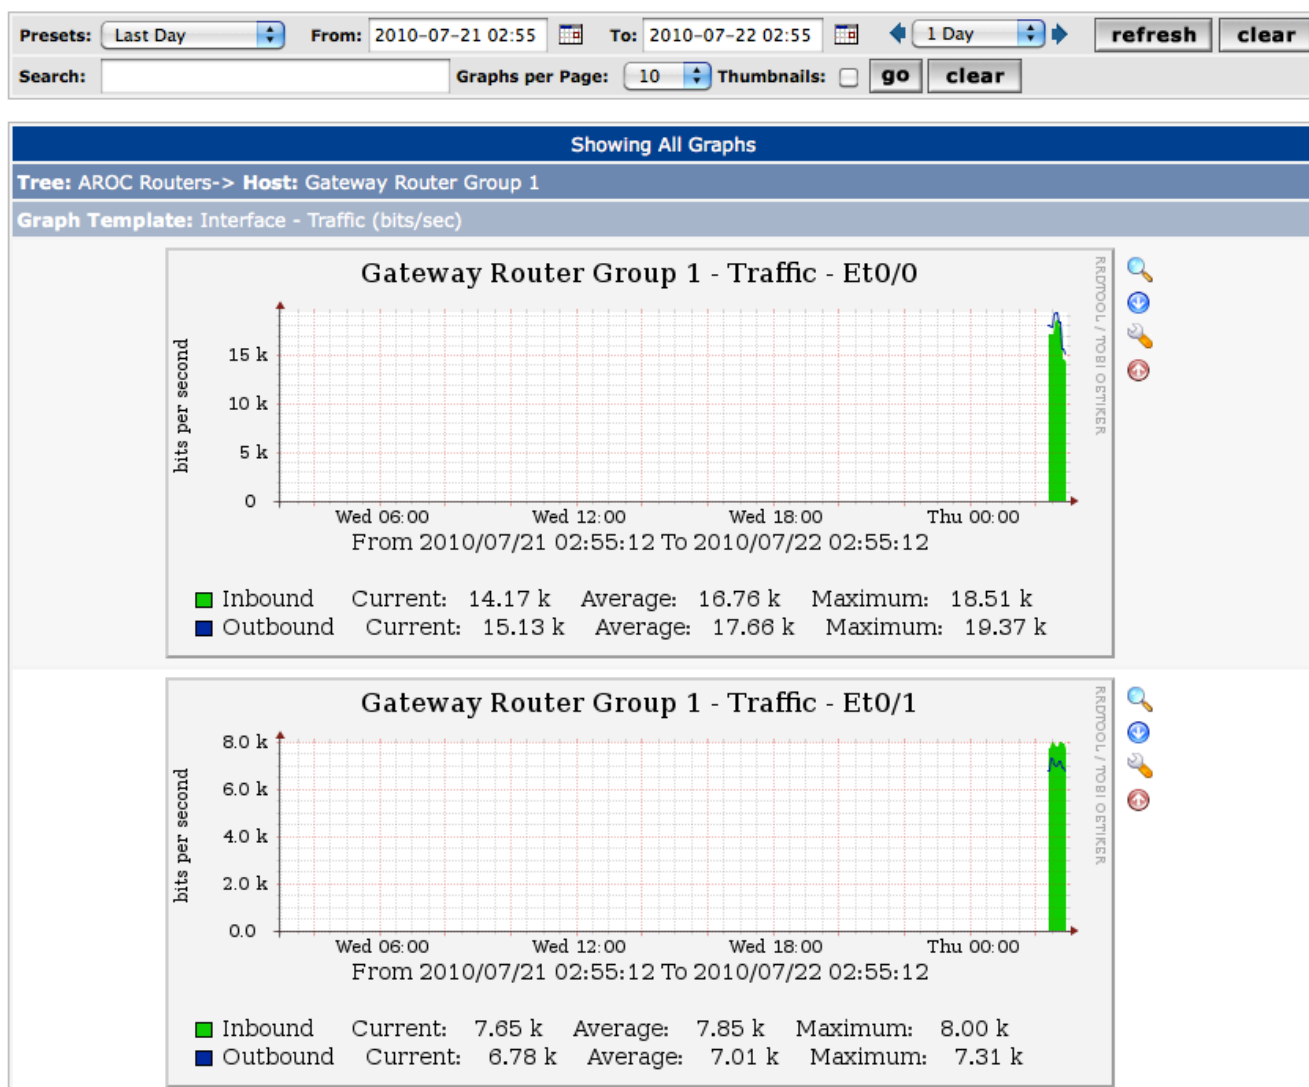 Presets: Last Day From: 2010-07-21 02:55 To: 2010-07-22 02:55 1 Day refresh clear
Search: Graphs per Page: 10 Thumbnails: go clear
Showing All Graphs
Tree: AROC Routers-> Host: Gateway Router Group 1
Graph Template: Interface - Traffic (bits/sec)
Gateway Router Group 1 - Traffic - Et0/0
RRDTOOL / TOBI OETIKER
bits per second
15 k
10 k
5 k
0
Wed 06:00 Wed 12:00 Wed 18:00 Thu 00:00
From 2010/07/21 02:55:12 To 2010/07/22 02:55:12
Inbound Current: 14.17 k Average: 16.76 k Maximum: 18.51 k
Outbound Current: 15.13 k Average: 17.66 k Maximum: 19.37 k
Gateway Router Group 1 - Traffic - Et0/1
RRDTOOL / TOBI OETIKER
bits per second
8.0 k
6.0 k
4.0 k
2.0 k
0.0
Wed 06:00 Wed 12:00 Wed 18:00 Thu 00:00
From 2010/07/21 02:55:12 To 2010/07/22 02:55:12
Inbound Current: 7.65 k Average: 7.85 k Maximum: 8.00 k
Outbound Current: 6.78 k Average: 7.01 k Maximum: 7.31 k